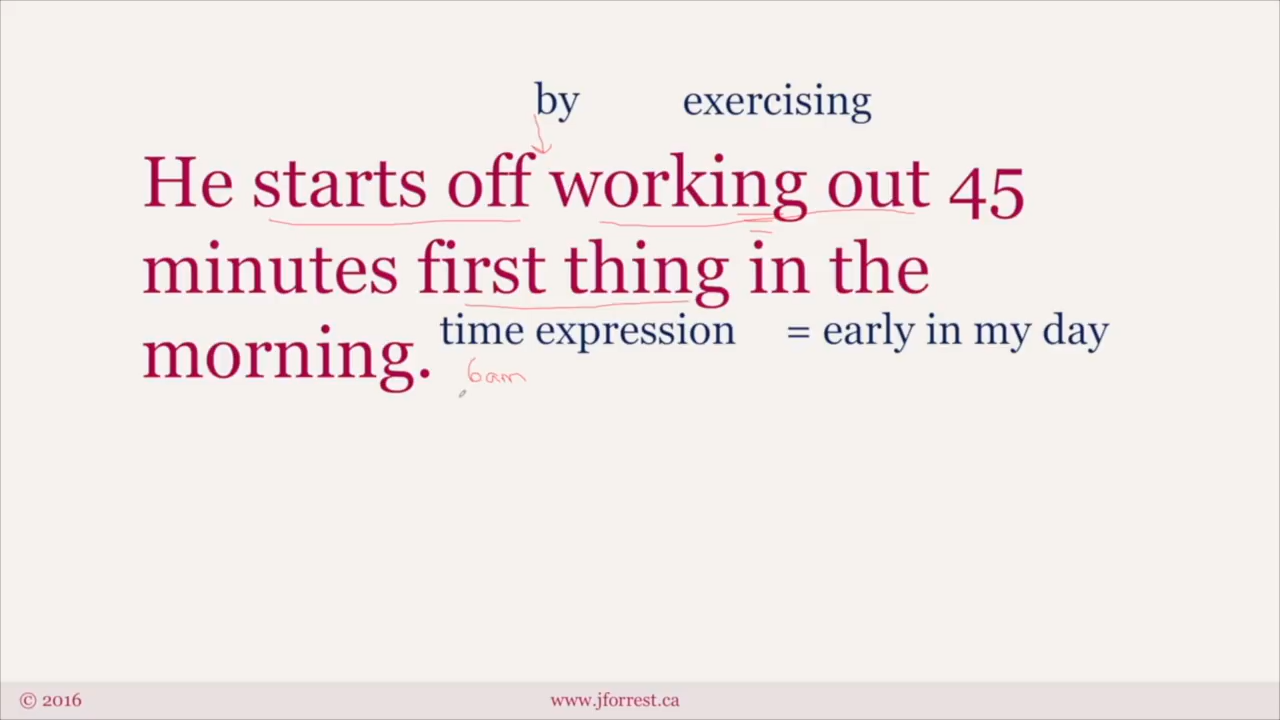 by exercising
He starts off working out 45
minutes first thing in the
time expression = early in my day
morning.
6am
© 2016 www.jforrest.ca